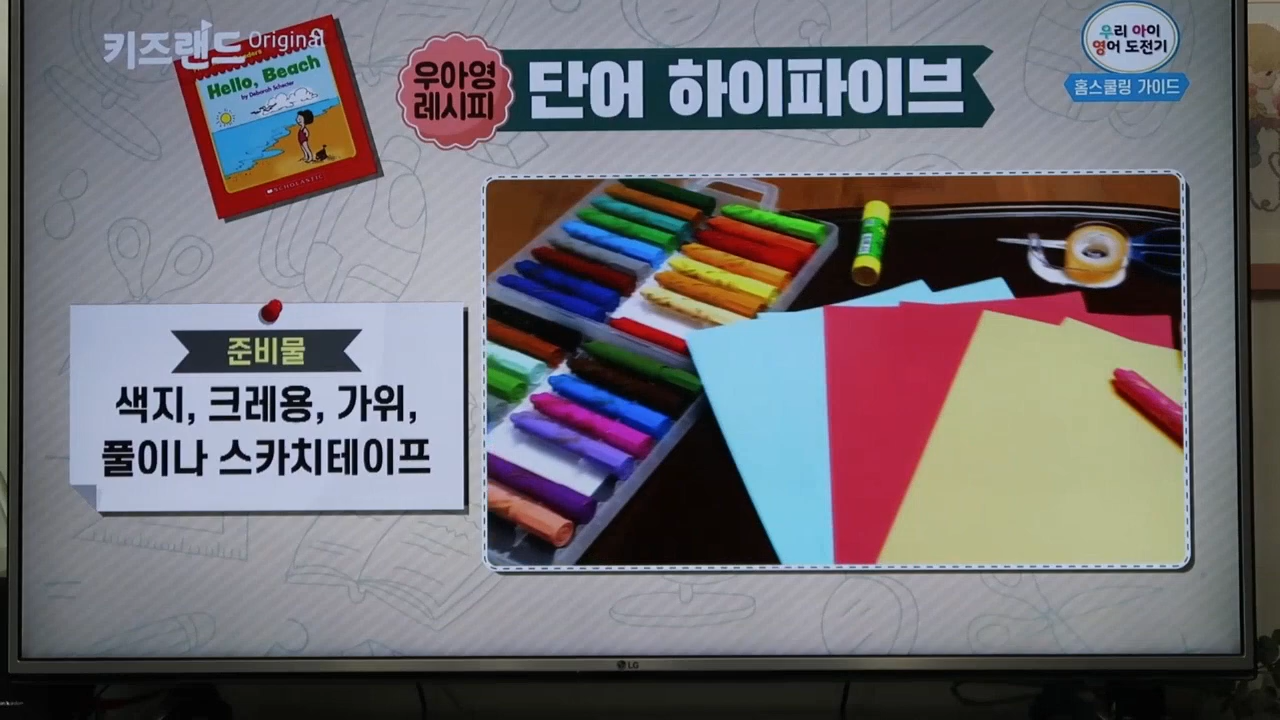 키즈랜드 Original
Hello, Beach
by Deborah Schecter
SCHOLASTIC
우아영
레시피
단어 하이파이브
우리 아이
영어 도전기
홈스쿨링 가이드
준비물
색지, 크레용, 가위,
풀이나 스카치테이프
LG